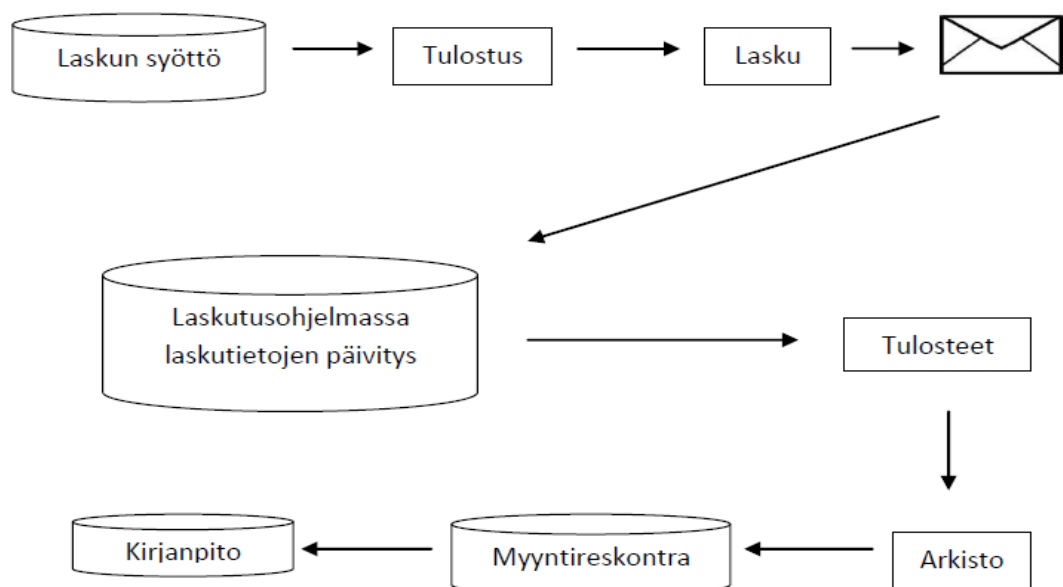 Laskun syöttö
Tulostus
Lasku
Laskutusohjelmassa
laskutietojen päivitys
Tulosteet
Kirjanpito
Myyntireskontra
Arkisto